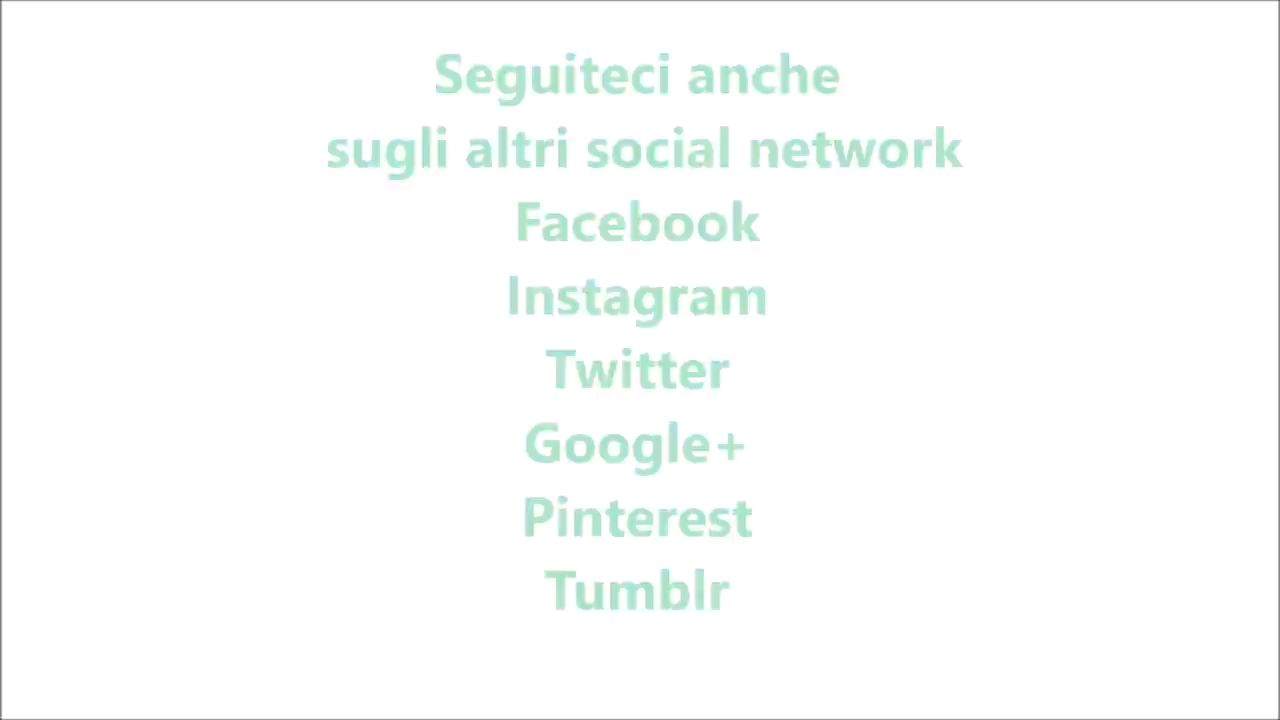 Seguiteci anche
sugli altri social network
Facebook
Instagram
Twitter
Google+
Pinterest
Tumblr